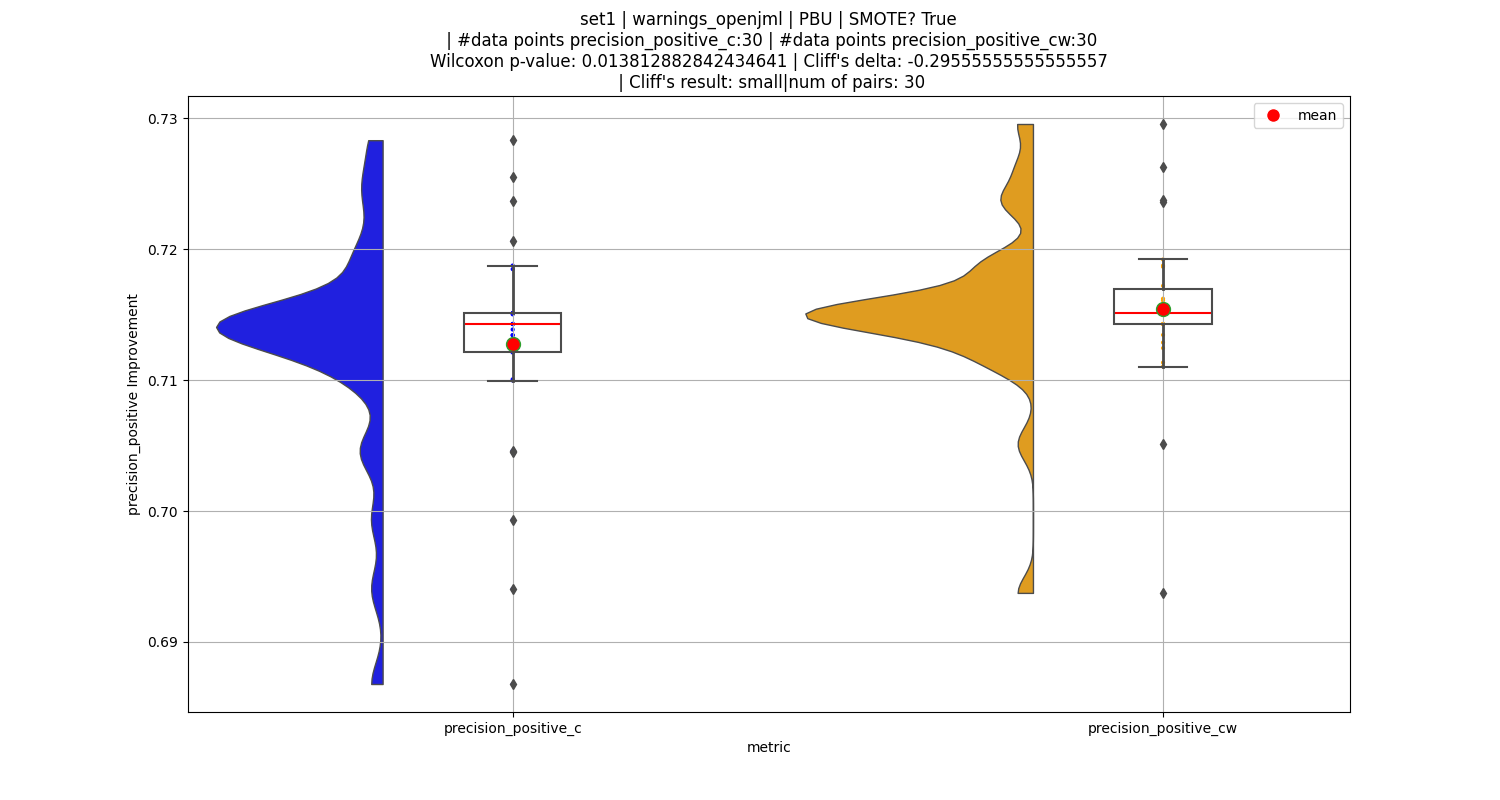 set1 | warnings_openjml | PBU | SMOTE? True
| #data points precision_positive_c:30 | #data points precision_positive_cw:30
Wilcoxon p-value: 0.013812882842434641 | Cliff's delta: -0.29555555555555557
| Cliff's result: small|num of pairs: 30
mean
0.73
0.72
0.71
0.70
0.69
precision_positive Improvement
precision_positive_c
precision_positive_cw
metric